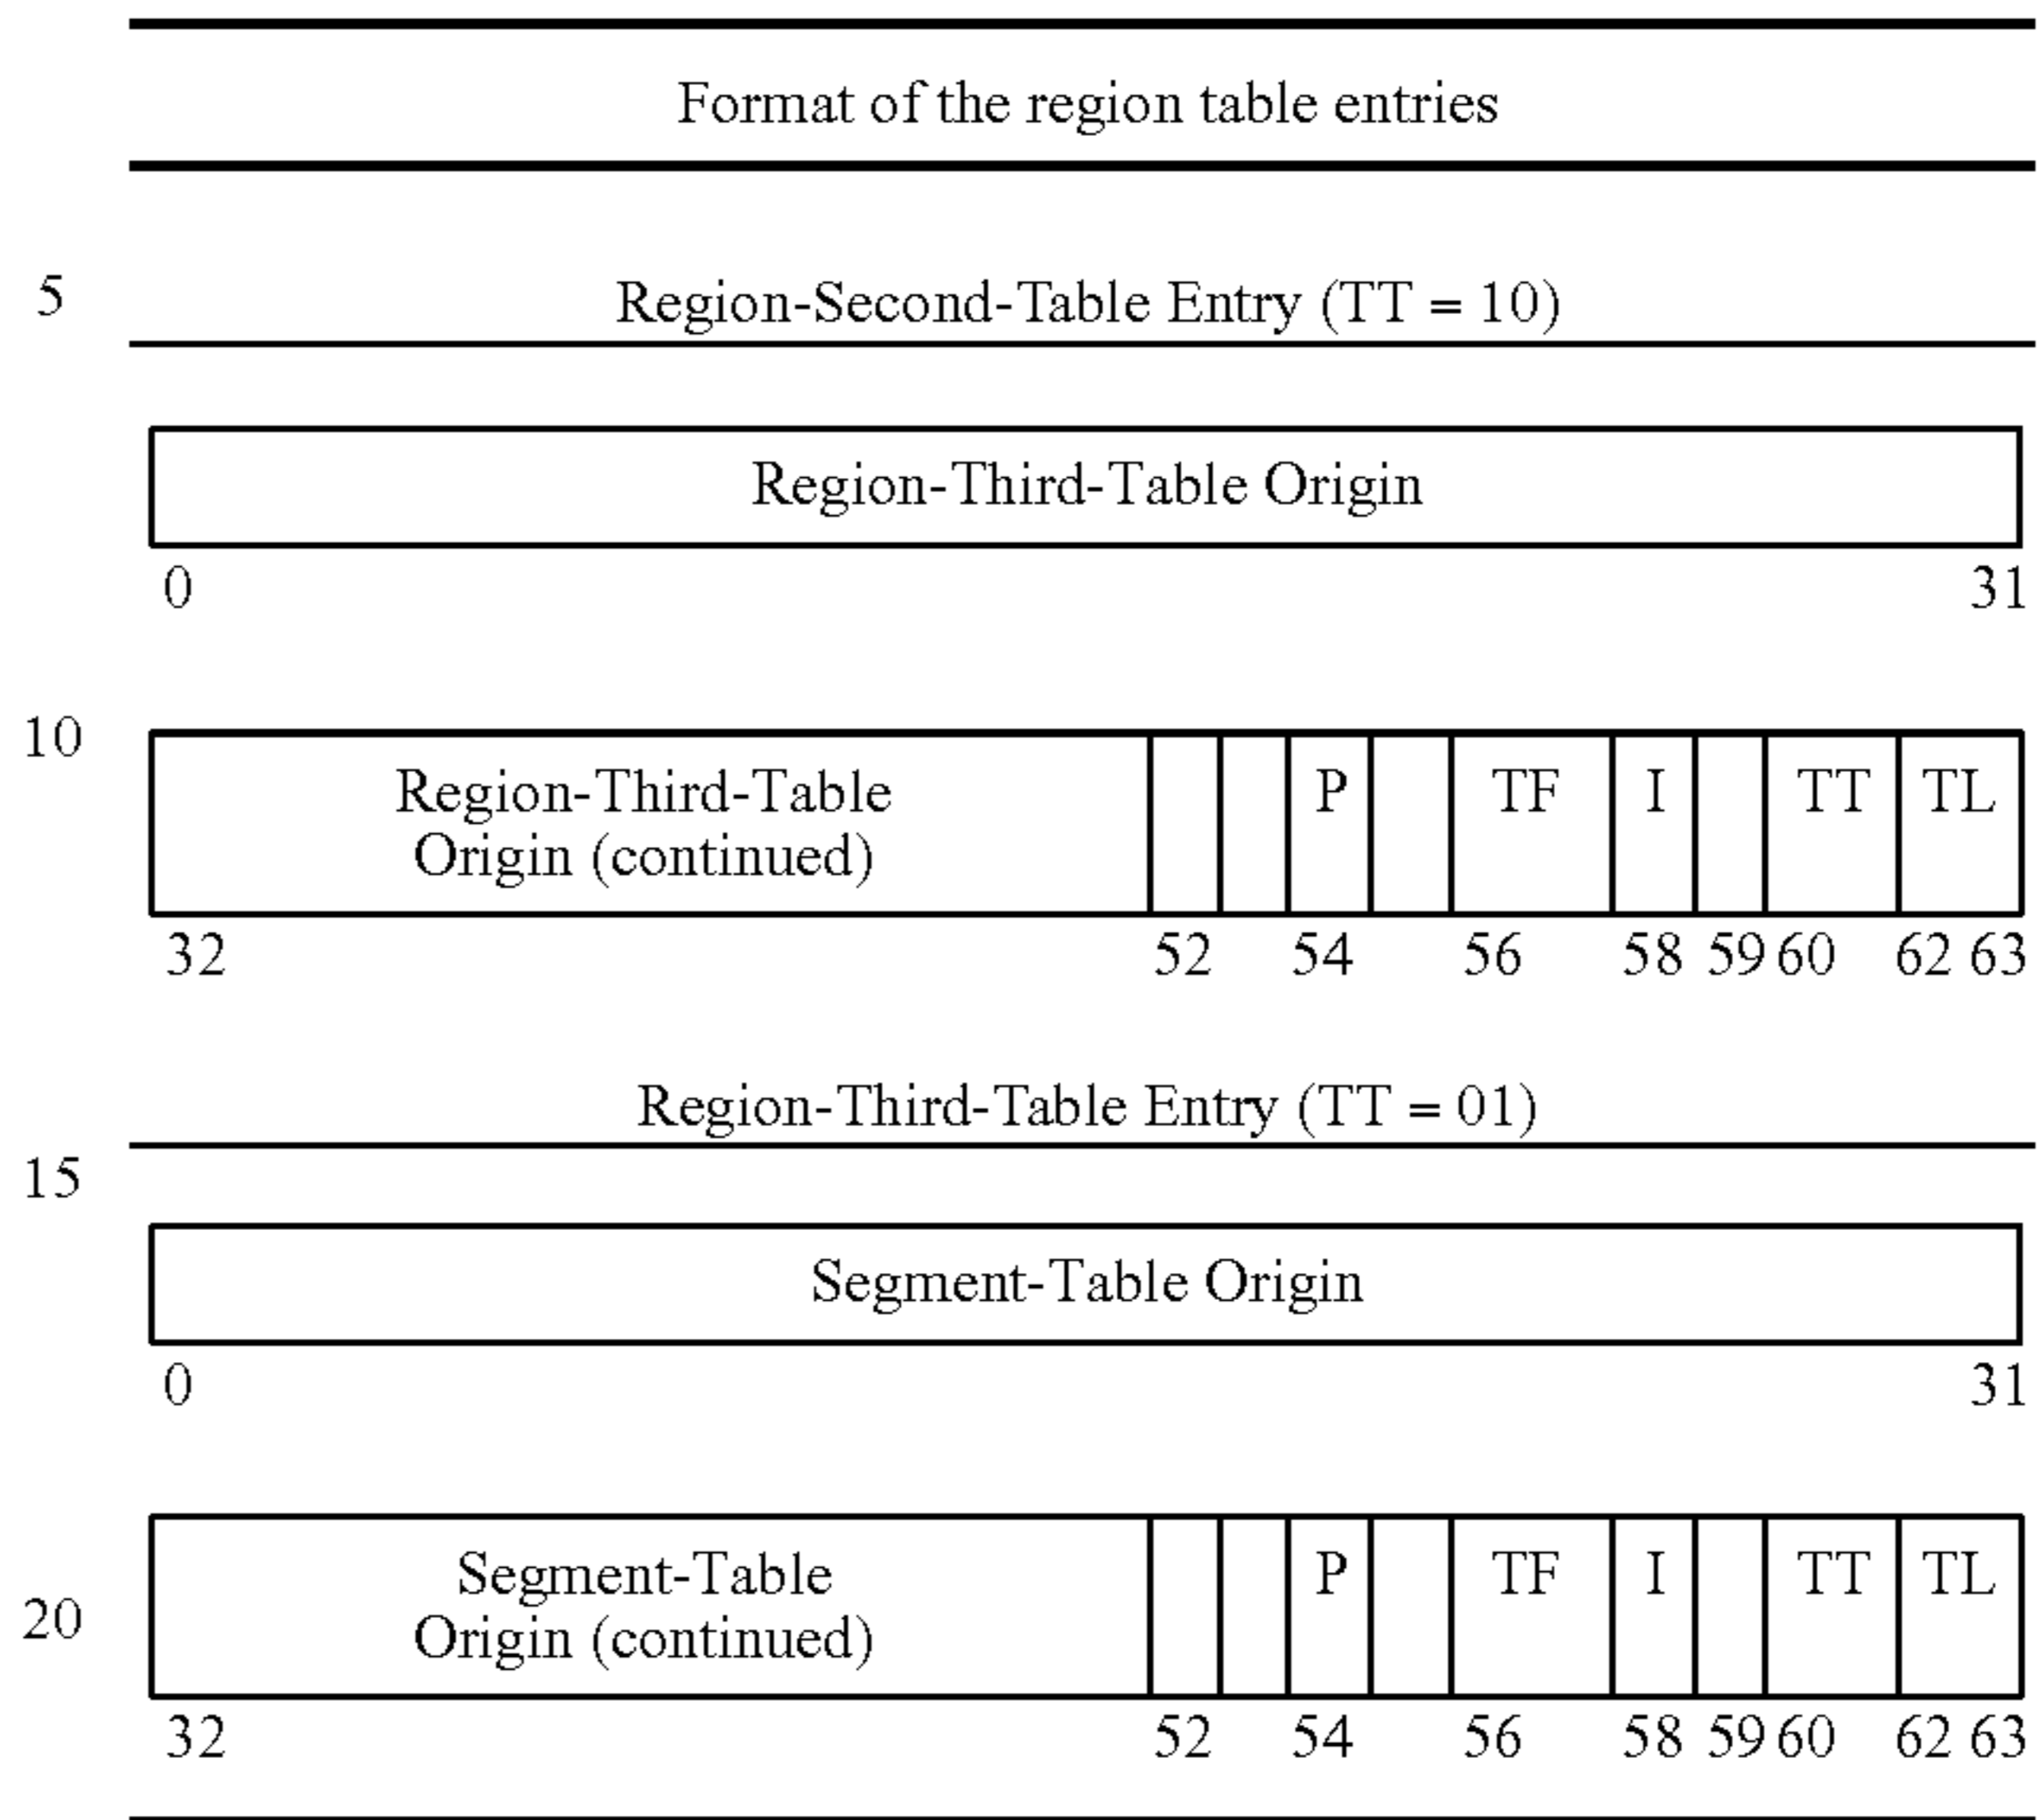 Format of the region table entries
5 Region-Second-Table Entry (TT = 10)
Region-Third-Table Origin
0 31
10
Region-Third-Table P TF I TT TL
Origin (continued)
32 52 54 56 58 59 60 62 63
Region-Third-Table Entry (TT = 01)
15
Segment-Table Origin
0 31
Segment-Table P TF I TT TL
20 Origin (continued)
32 52 54 56 58 59 60 62 63